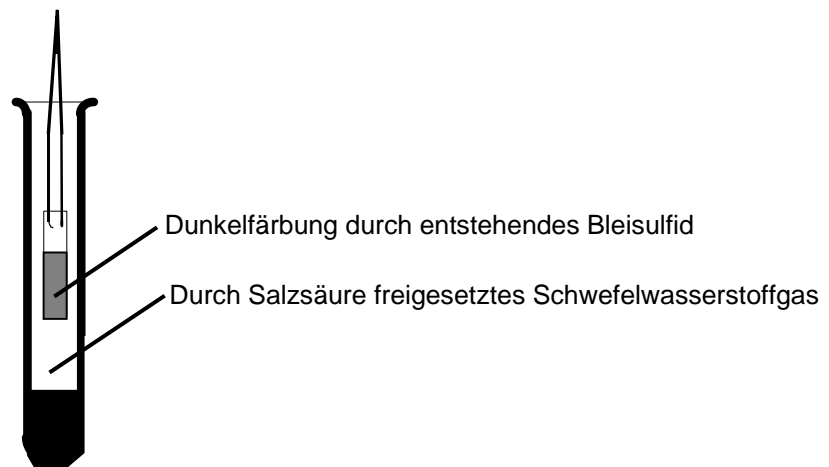 Dunkelfärbung durch entstehendes Bleisulfid
Durch Salzsäure freigesetztes Schwefelwasserstoffgas